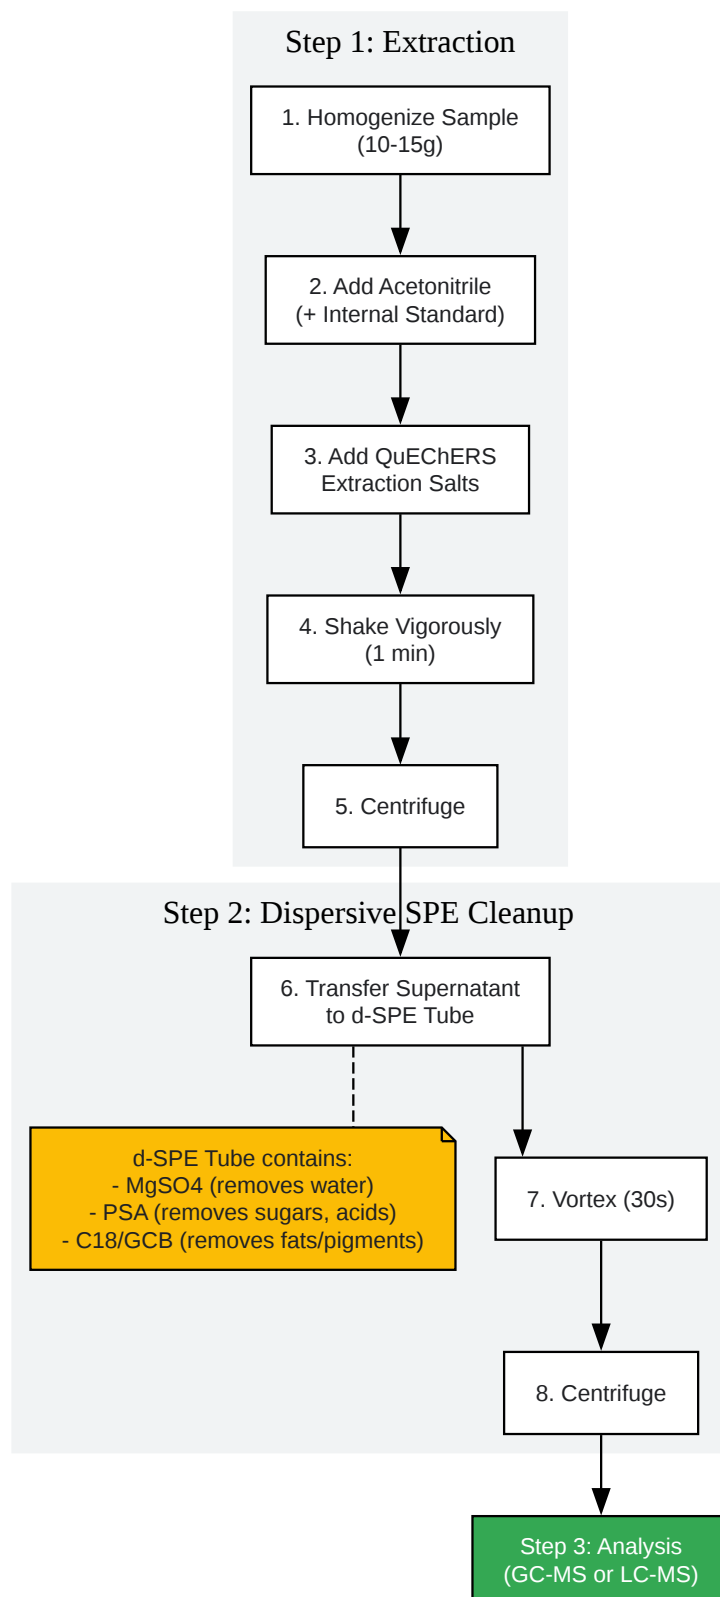 Step 1: Extraction
1. Homogenize Sample
(10-15g)
2. Add Acetonitrile
(+ Internal Standard)
3. Add QuEChERS
Extraction Salts
4. Shake Vigorously
(1 min)
5. Centrifuge
Step 2: Dispersive SPE Cleanup
6. Transfer Supernatant
to d-SPE Tube
d-SPE Tube contains:
- MgSO4 (removes water)
- PSA (removes sugars, acids)
- C18/GCB (removes fats/pigments)
7. Vortex (30s)
8. Centrifuge
Step 3: Analysis
(GC-MS or LC-MS)